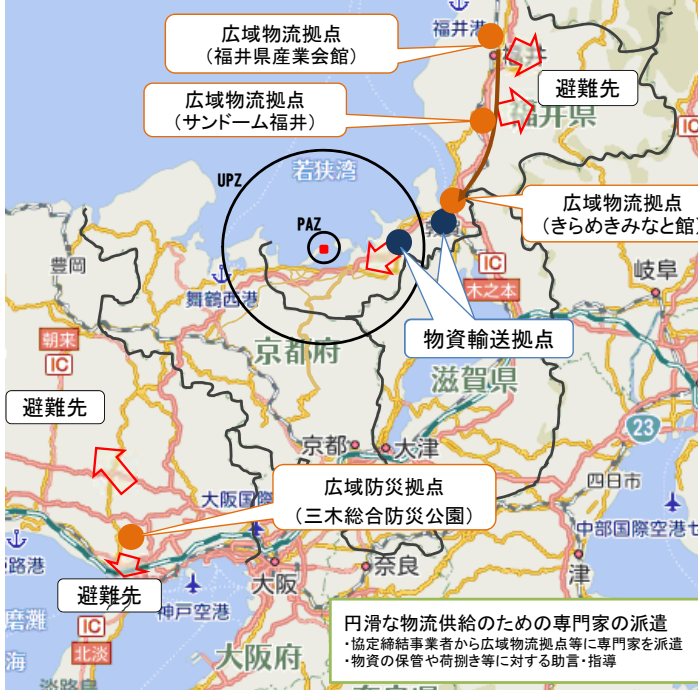 福井港
福井
広域物流拠点
(福井県産業会館)
避難先
広域物流拠点
(サンドーム福井)
福井県
若狭湾
UPZ
PAZ
広域物流拠点
(きらめきみなと館)
豊岡
舞鶴西港
IC
木之本
岐阜
物資輸送拠点
朝来
IC
京都府
滋賀県
避難先
23
京都
大津
広域防災拠点
(三木総合防災公園)
大阪国際
四日市
中部国際空港セ
路港
避難先
神戸空港
大阪
奈良
津
磨灘
海
IC
北淡
淡路島
大阪府
円滑な物流供給のための専門家の派遣
・協定締結事業者から広域物流拠点等に専門家を派遣
・物資の保管や荷捌き等に対する助言・指導